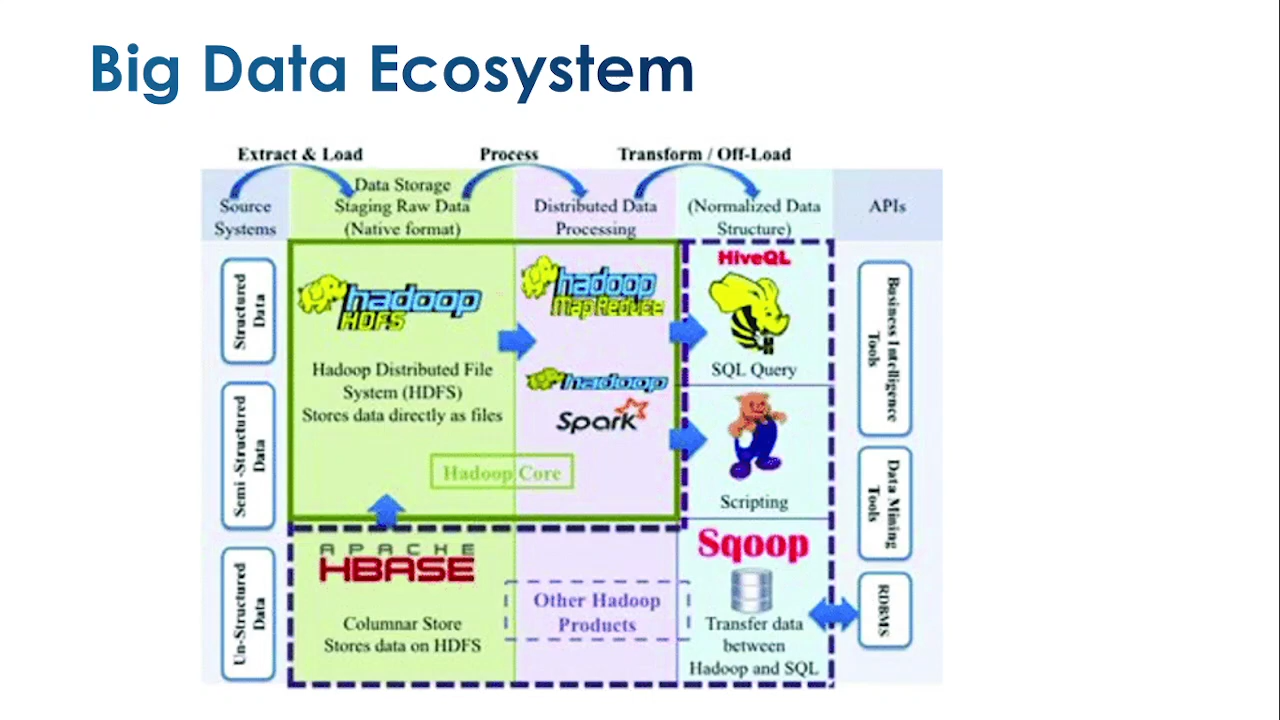 Big Data Ecosystem
Extract & Load
Process
Transform / Off-Load
Source
Systems
Data Storage
Staging Raw Data
(Native format)
Distributed Data
Processing
(Normalized Data
Structure)
APIs
Structured
Data
Semi -Structured
Data
Un-Structured
Data
hadoop
HDFS
Hadoop Distributed File
System (HDFS)
Stores data directly as files
hadoop
Map Reduce
hadoop
Spark
Hadoop Core
HiveQL
SQL Query
Scripting
APACHE
HBASE
Columnar Store
Stores data on HDFS
Other Hadoop
Products
Sqoop
Transfer data
between
Hadoop and SQL
Business Intelligence
Tools
Data Mining
Tools
RDBMS